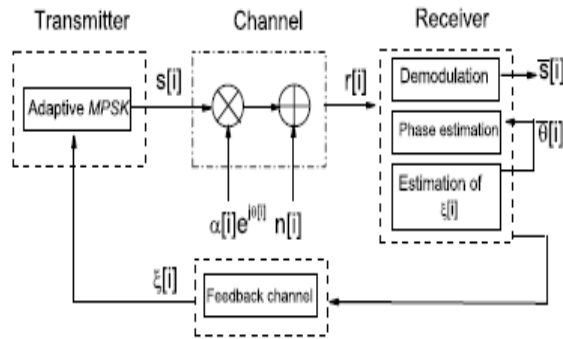 Transmitter
Channel
Receiver
Adaptive MPSK
s[i]
r[i]
Demodulation
s̅[i]
Phase estimation
θ̅[i]
Estimation of
ξ[i]
α[i]e^jθ[i]
n[i]
ξ[i]
Feedback channel